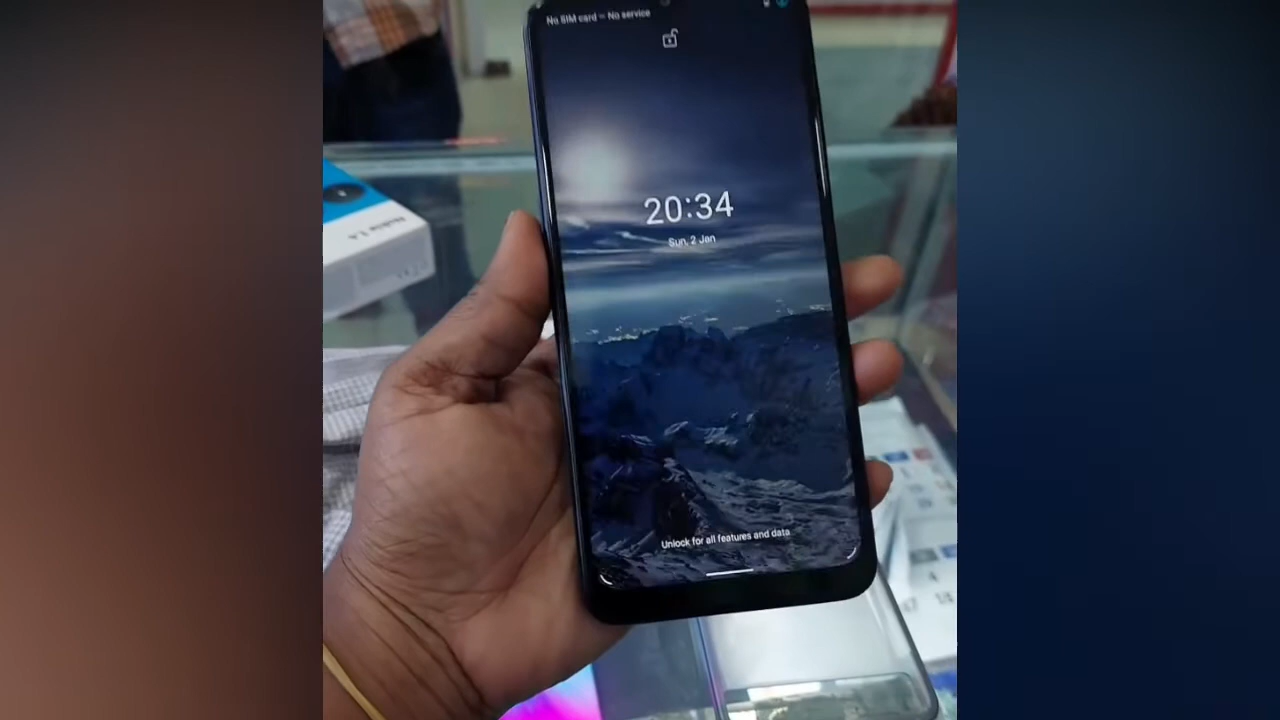 No SIM card — No service
20:34
Sun, 2 Jan
Unlock for all features and data